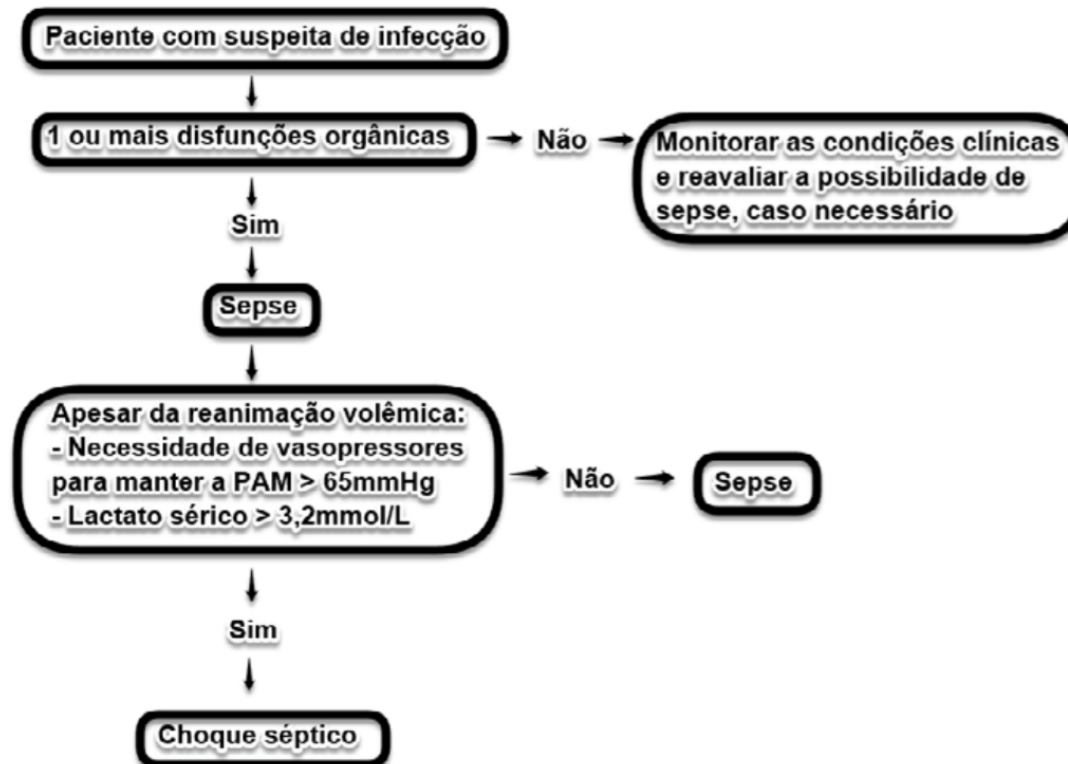 Paciente com suspeita de infecção
1 ou mais disfunções orgânicas
Não
Monitorar as condições clínicas
e reavaliar a possibilidade de
sepse, caso necessário
Sim
Sepse
Apesar da reanimação volêmica:
- Necessidade de vasopressores
para manter a PAM > 65mmHg
- Lactato sérico > 3,2mmol/L
Não
Sepse
Sim
Choque séptico